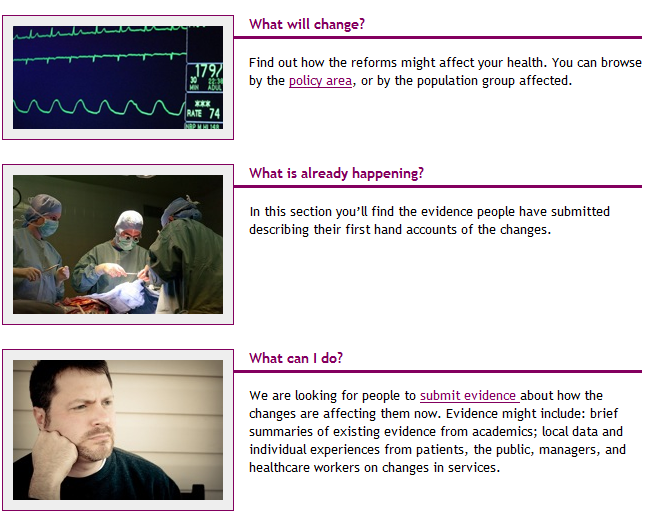 What will change?
Find out how the reforms might affect your health. You can browse
by the policy area, or by the population group affected.
179/
30
22:38
MIN
ADUL
***
RATE 74
What is already happening?
In this section you’ll find the evidence people have submitted
describing their first hand accounts of the changes.
What can I do?
We are looking for people to submit evidence about how the
changes are affecting them now. Evidence might include: brief
summaries of existing evidence from academics; local data and
individual experiences from patients, the public, managers, and
healthcare workers on changes in services.